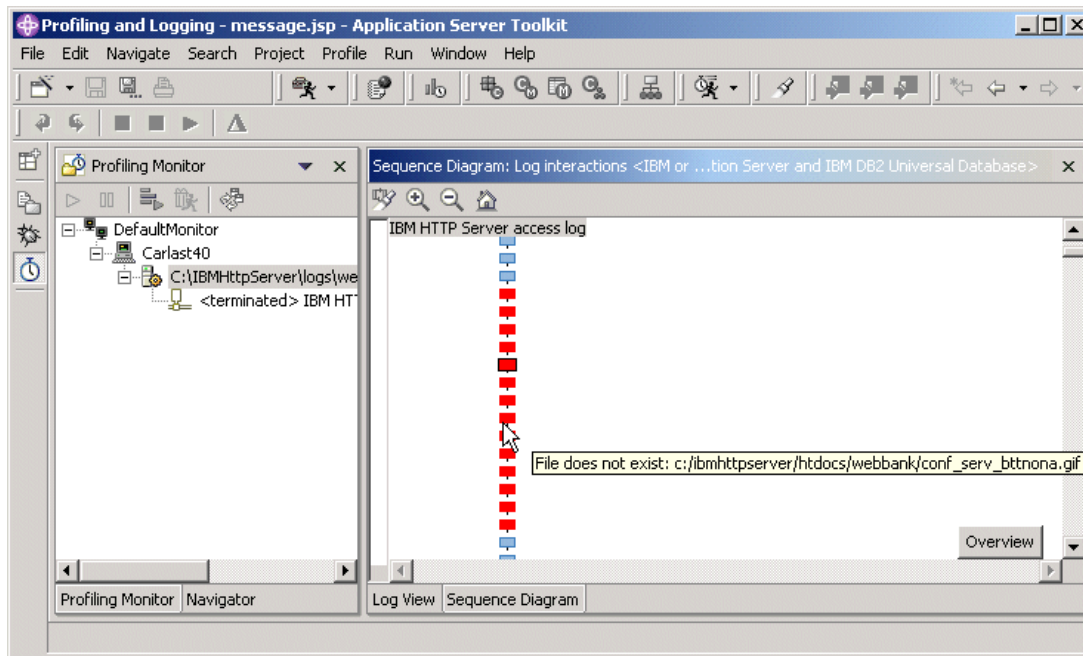 Profiling and Logging - message.jsp - Application Server Toolkit
File Edit Navigate Search Project Profile Run Window Help
Profiling Monitor
Sequence Diagram: Log interactions <IBM or ...tion Server and IBM DB2 Universal Database>
DefaultMonitor
Carlast40
C:\IBMHttpServer\logs\we
<terminated> IBM HT
IBM HTTP Server access log
File does not exist: c:/ibmhttpserver/htdocs/webbank/conf_serv_bttnona.gif
Overview
Profiling Monitor Navigator
Log View Sequence Diagram